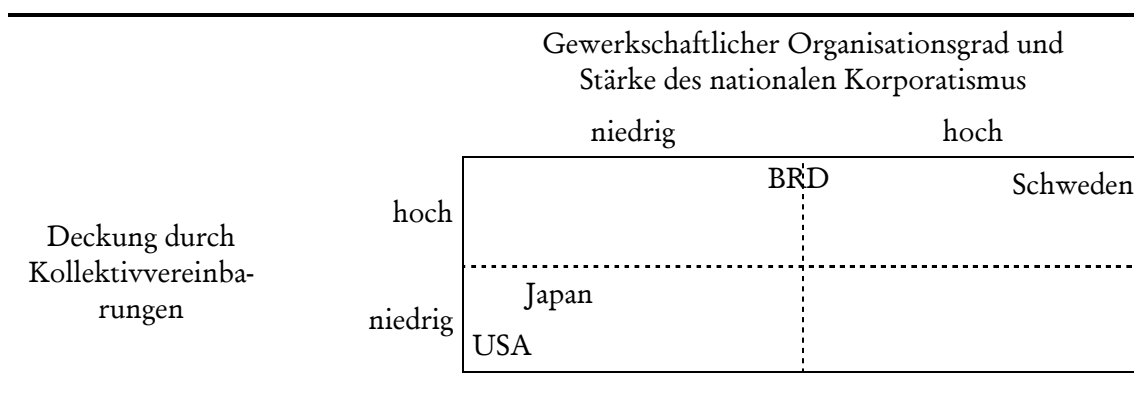 Gewerkschaftlicher Organisationsgrad und
Stärke des nationalen Korporatismus
niedrig hoch
BRD Schweden
hoch
Deckung durch
Kollektivvereinba-
rungen
Japan
niedrig
USA